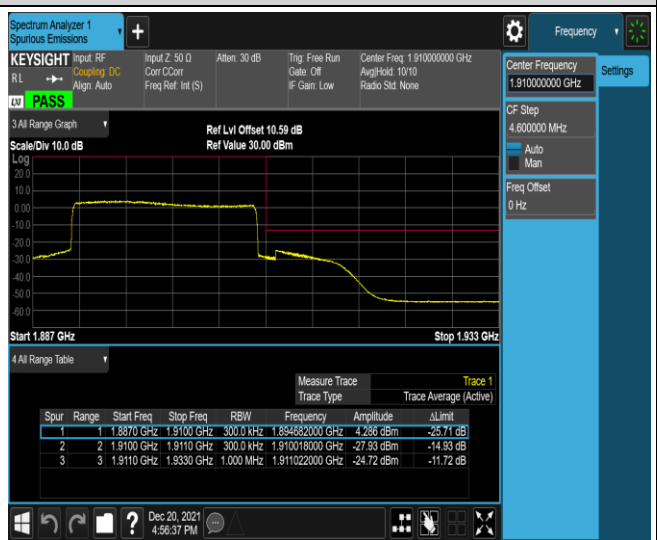 Spectrum Analyzer 1
Spurious Emissions
Frequency
KEYSIGHT Input: RF Input Z: 50 Ω Atten: 30 dB Trig: Free Run Center Freq: 1.910000000 GHz
R L Coupling: DC Corr CCorr Gate: Off Avg|Hold: 10/10
Align: Auto Freq Ref: Int (S) IF Gain: Low Radio Std: None
LXI PASS
Center Frequency
1.910000000 GHz
Settings
CF Step
4.600000 MHz
Auto
Man
Freq Offset
0 Hz
3 All Range Graph
Ref Lvl Offset 10.59 dB
Scale/Div 10.0 dB Ref Value 30.00 dBm
Log
20.0
10.0
0.00
-10.0
-20.0
-30.0
-40.0
-50.0
-60.0
Start 1.887 GHz Stop 1.933 GHz
4 All Range Table
Measure Trace Trace 1
Trace Type Trace Average (Active)
Spur Range Start Freq Stop Freq RBW Frequency Amplitude ΔLimit
1 1 1.8870 GHz 1.9100 GHz 300.0 kHz 1.894682000 GHz 4.286 dBm -25.71 dB
2 2 1.9100 GHz 1.9110 GHz 300.0 kHz 1.910018000 GHz -27.93 dBm -14.93 dB
3 3 1.9110 GHz 1.9330 GHz 1.000 MHz 1.911022000 GHz -24.72 dBm -11.72 dB
? Dec 20, 2021
4:56:37 PM